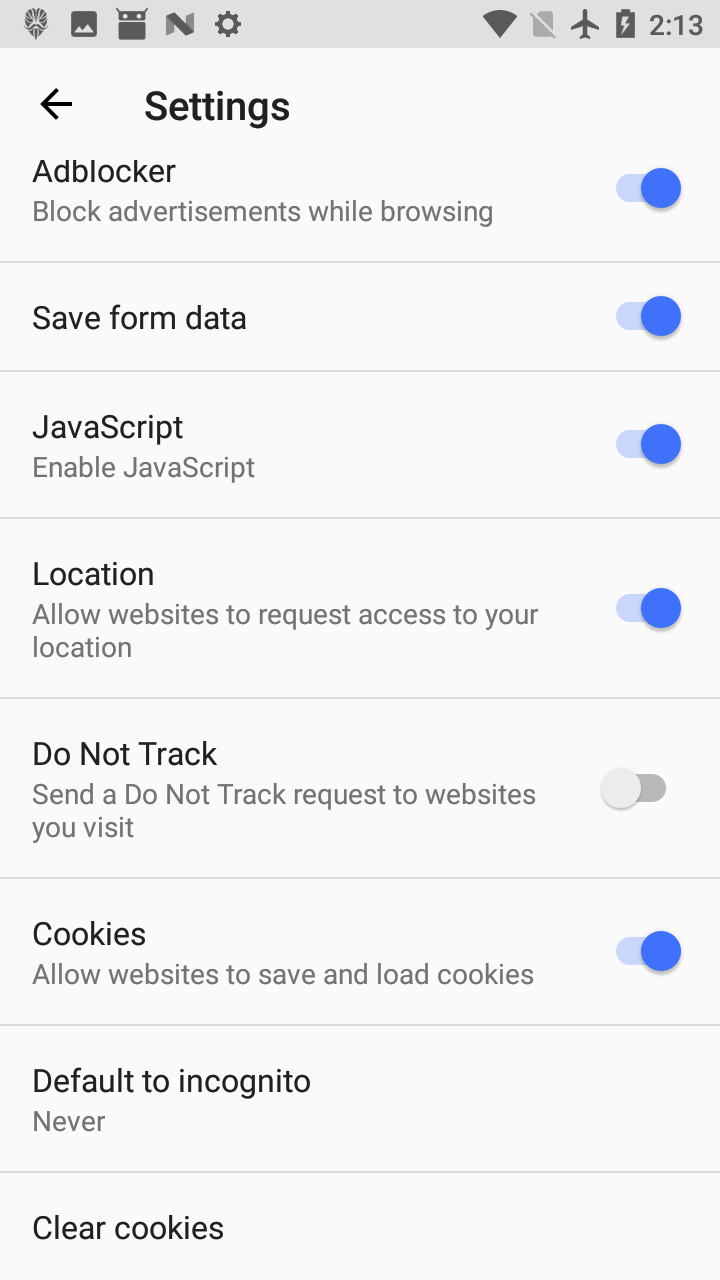 2:13
Settings
Adblocker
Block advertisements while browsing
Save form data
JavaScript
Enable JavaScript
Location
Allow websites to request access to your
location
Do Not Track
Send a Do Not Track request to websites
you visit
Cookies
Allow websites to save and load cookies
Default to incognito
Never
Clear cookies